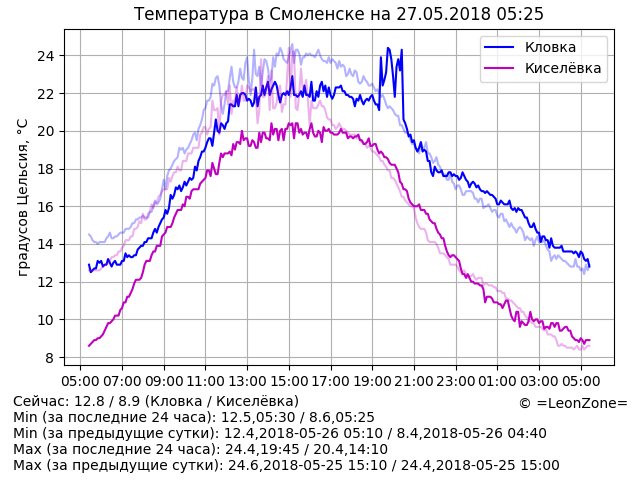 Температура в Смоленске на 27.05.2018 05:25
градусов Цельсия, °C
24
22
20
18
16
14
12
10
8
Кловка
Киселёвка
05:00 07:00 09:00 11:00 13:00 15:00 17:00 19:00 21:00 23:00 01:00 03:00 05:00
Сейчас: 12.8 / 8.9 (Кловка / Киселёвка)
© =LeonZone=
Min (за последние 24 часа): 12.5,05:30 / 8.6,05:25
Min (за предыдущие сутки): 12.4,2018-05-26 05:10 / 8.4,2018-05-26 04:40
Max (за последние 24 часа): 24.4,19:45 / 20.4,14:10
Max (за предыдущие сутки): 24.6,2018-05-25 15:10 / 24.4,2018-05-25 15:00